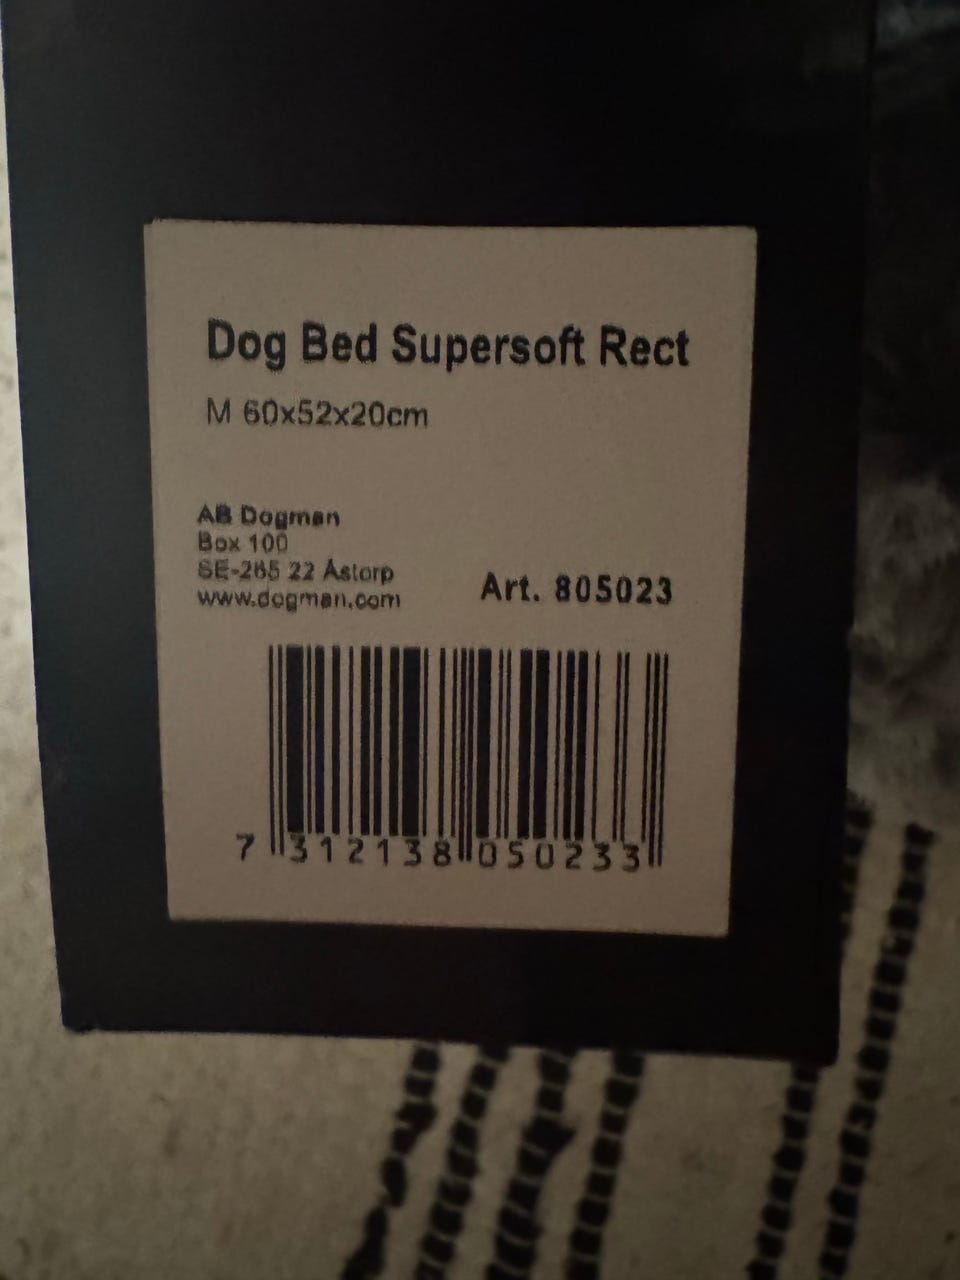 Dog Bed Supersoft Rect
M 60x52x20cm
AB Dogman
Box 100
SE-265 22 Åstorp
www.dogman.com
Art. 805023
7 312138 050233